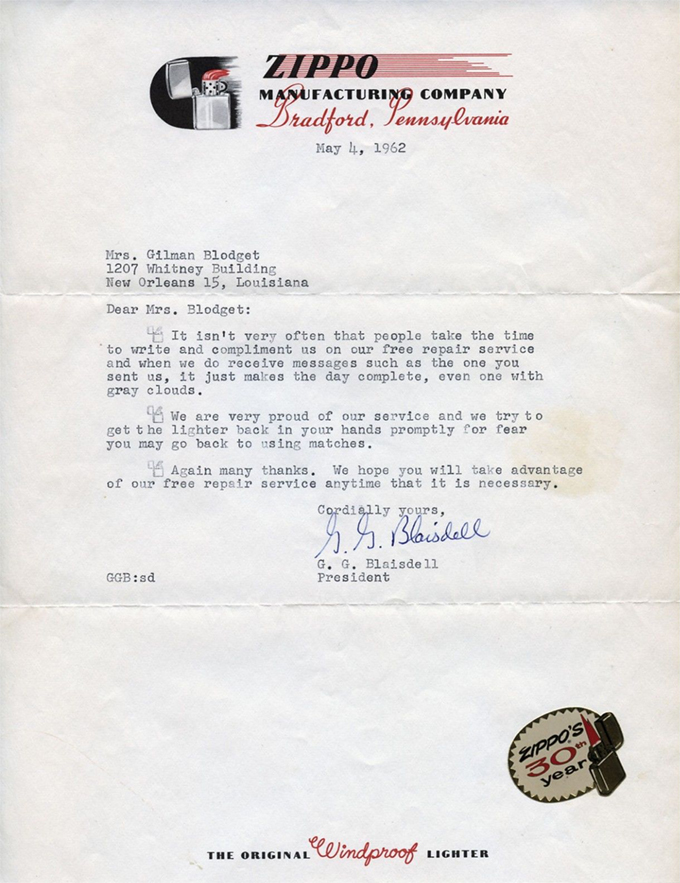 ZIPPO
MANUFACTURING COMPANY
Bradford, Pennsylvania
May 4, 1962
Mrs. Gilman Blodget
1207 Whitney Building
New Orleans 15, Louisiana
Dear Mrs. Blodget:
It isn't very often that people take the time
to write and compliment us on our free repair service
and when we do receive messages such as the one you
sent us, it just makes the day complete, even one with
gray clouds.
We are very proud of our service and we try to
get the lighter back in your hands promptly for fear
you may go back to using matches.
Again many thanks. We hope you will take advantage
of our free repair service anytime that it is necessary.
Cordially yours,
G. G. Blaisdell
G. G. Blaisdell
GGB:sd President
ZIPPO'S
30th
year
THE ORIGINAL Windproof LIGHTER